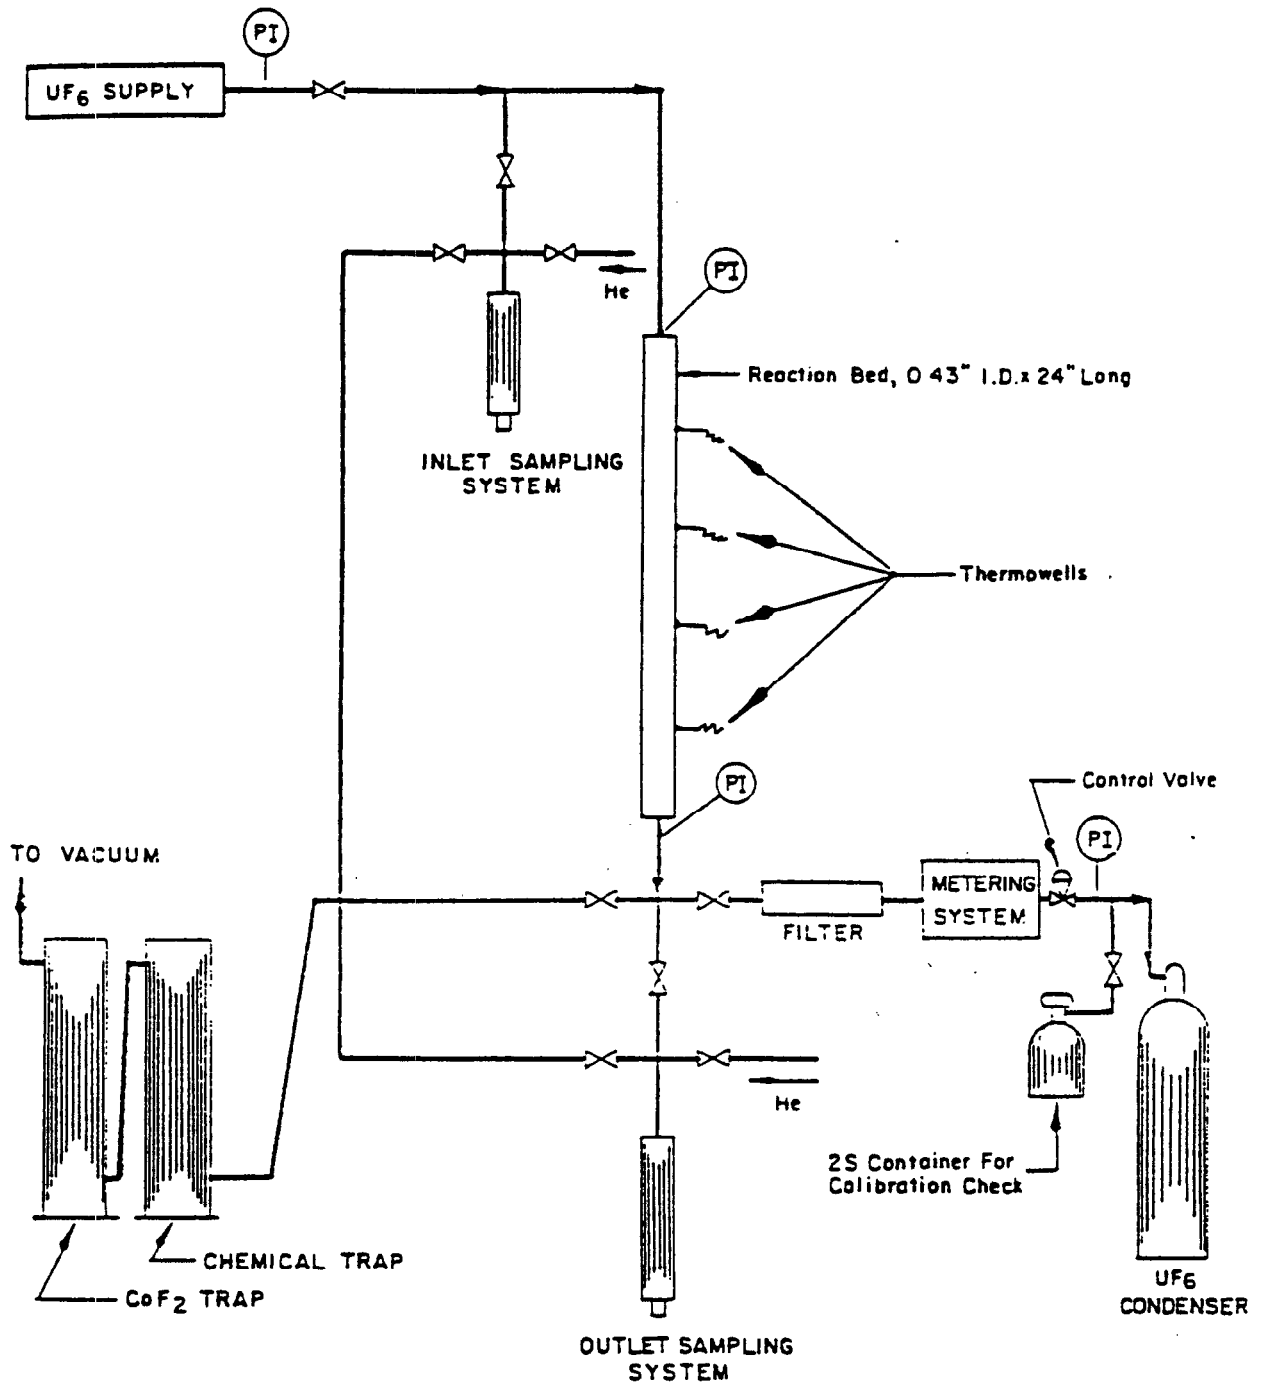 PI
UF6 SUPPLY
PI
He
Reaction Bed, 0 43" I.D.x 24" Long
INLET SAMPLING
SYSTEM
Thermowells
PI
Control Valve
PI
TO VACUUM
METERING
SYSTEM
FILTER
He
2S Container For
Calibration Check
CHEMICAL TRAP
CoF2 TRAP
UF6
CONDENSER
OUTLET SAMPLING
SYSTEM